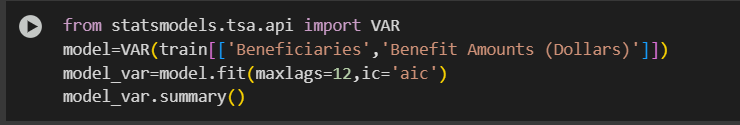 from statsmodels.tsa.api import VAR
model=VAR(train[['Beneficiaries','Benefit Amounts (Dollars)']])
model_var=model.fit(maxlags=12,ic='aic')
model_var.summary()